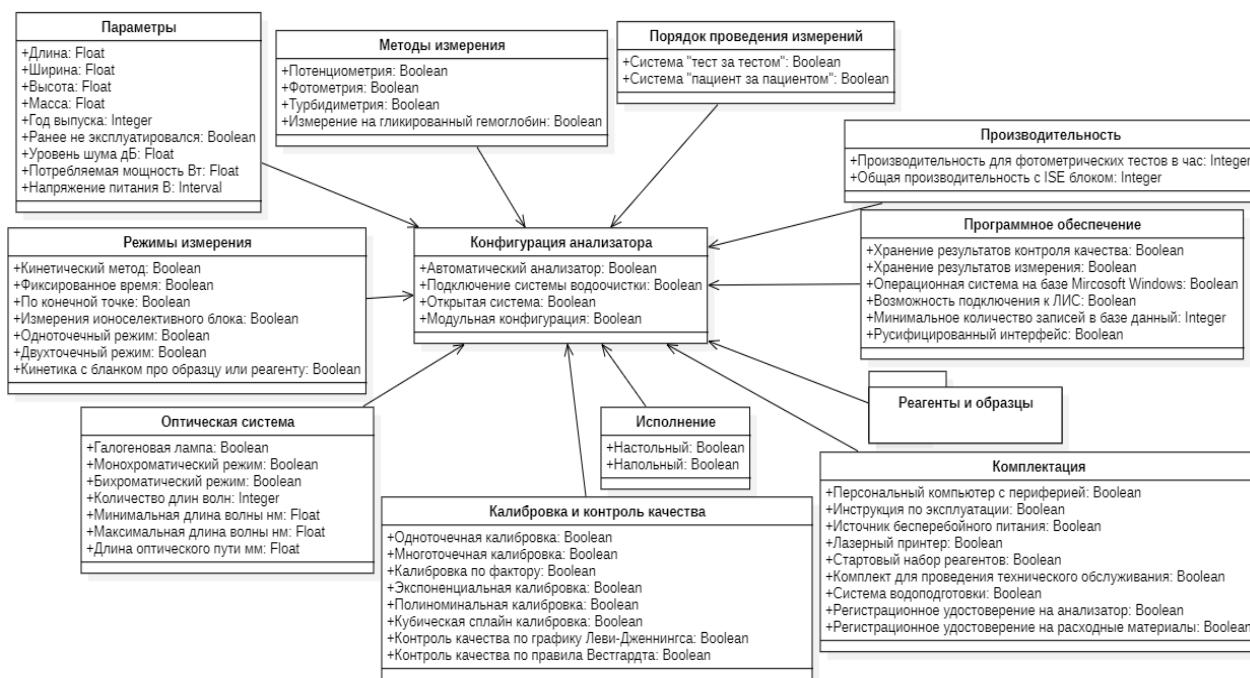 Параметры
+Длина: Float
+Ширина: Float
+Высота: Float
+Масса: Float
+Год выпуска: Integer
+Ранее не эксплуатировался: Boolean
+Уровень шума дБ: Float
+Потребляемая мощность Вт: Float
+Напряжение питания В: Interval
Методы измерения
+Потенциометрия: Boolean
+Фотометрия: Boolean
+Турбидиметрия: Boolean
+Измерение на гликированный гемоглобин: Boolean
Порядок проведения измерений
+Система "тест за тестом": Boolean
+Система "пациент за пациентом": Boolean
Производительность
+Производительность для фотометрических тестов в час: Integer
+Общая производительность с ISE блоком: Integer
Режимы измерения
+Кинетический метод: Boolean
+Фиксированное время: Boolean
+По конечной точке: Boolean
+Измерения ионоселективного блока: Boolean
+Одноточечный режим: Boolean
+Двухточечный режим: Boolean
+Кинетика с бланком про образцу или реагенту: Boolean
Конфигурация анализатора
+Автоматический анализатор: Boolean
+Подключение системы водоочистки: Boolean
+Открытая система: Boolean
+Модульная конфигурация: Boolean
Программное обеспечение
+Хранение результатов контроля качества: Boolean
+Хранение результатов измерения: Boolean
+Операционная система на базе Mircosoft Windows: Boolean
+Возможность подключения к ЛИС: Boolean
+Минимальное количество записей в базе данный: Integer
+Русифицированный интерфейс: Boolean
Реагенты и образцы
Оптическая система
+Галогеновая лампа: Boolean
+Монохроматический режим: Boolean
+Бихроматический режим: Boolean
+Количество длин волн: Integer
+Минимальная длина волны нм: Float
+Максимальная длина волны нм: Float
+Длина оптического пути мм: Float
Исполнение
+Настольный: Boolean
+Напольный: Boolean
Калибровка и контроль качества
+Одноточечная калибровка: Boolean
+Многоточечная калибровка: Boolean
+Калибровка по фактору: Boolean
+Экспоненциальная калибровка: Boolean
+Полиноминальная калибровка: Boolean
+Кубическая сплайн калибровка: Boolean
+Контроль качества по графику Леви-Дженнингса: Boolean
+Контроль качества по правила Вестгардта: Boolean
Комплектация
+Персональный компьютер с периферией: Boolean
+Инструкция по эксплуатации: Boolean
+Источник бесперебойного питания: Boolean
+Лазерный принтер: Boolean
+Стартовый набор реагентов: Boolean
+Комплект для проведения технического обслуживания: Boolean
+Система водоподготовки: Boolean
+Регистрационное удостоверение на анализатор: Boolean
+Регистрационное удостоверение на расходные материалы: Boolean